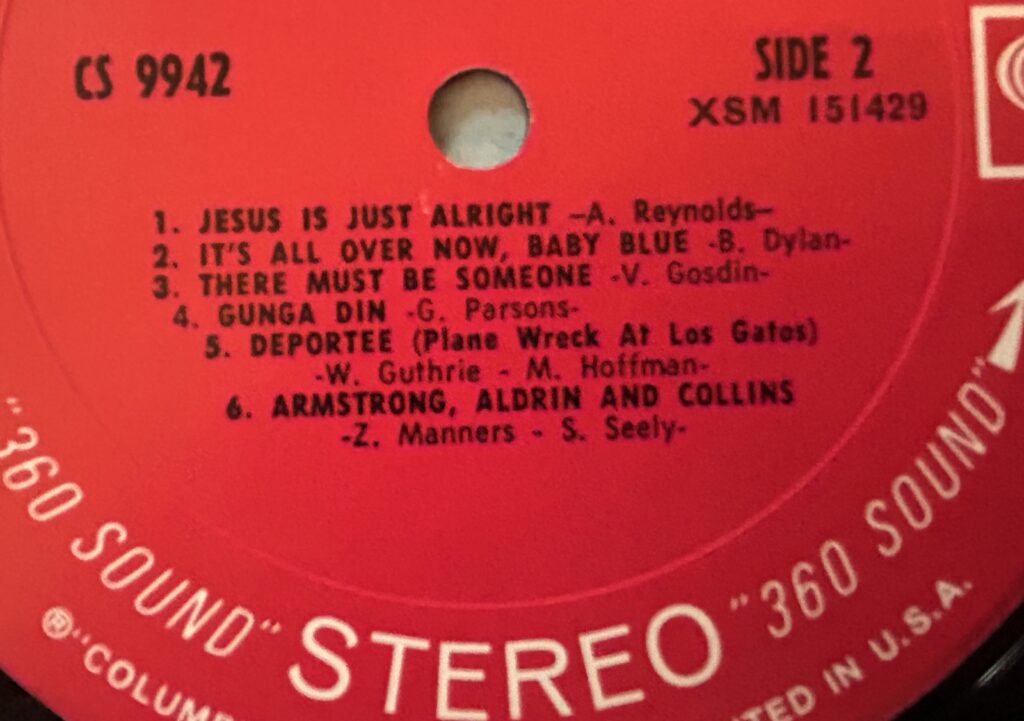 CS 9942
SIDE 2
XSM 151429
1. JESUS IS JUST ALRIGHT -A. Reynolds-
2. IT'S ALL OVER NOW, BABY BLUE -B. Dylan-
3. THERE MUST BE SOMEONE -V. Gosdin-
4. GUNGA DIN -G. Parsons-
5. DEPORTEE (Plane Wreck At Los Gatos)
-W. Guthrie - M. Hoffman-
6. ARMSTRONG, ALDRIN AND COLLINS
-Z. Manners - S. Seely-
"360 SOUND" STEREO "360 SOUND"
® "COLUM
TED IN U.S.A.